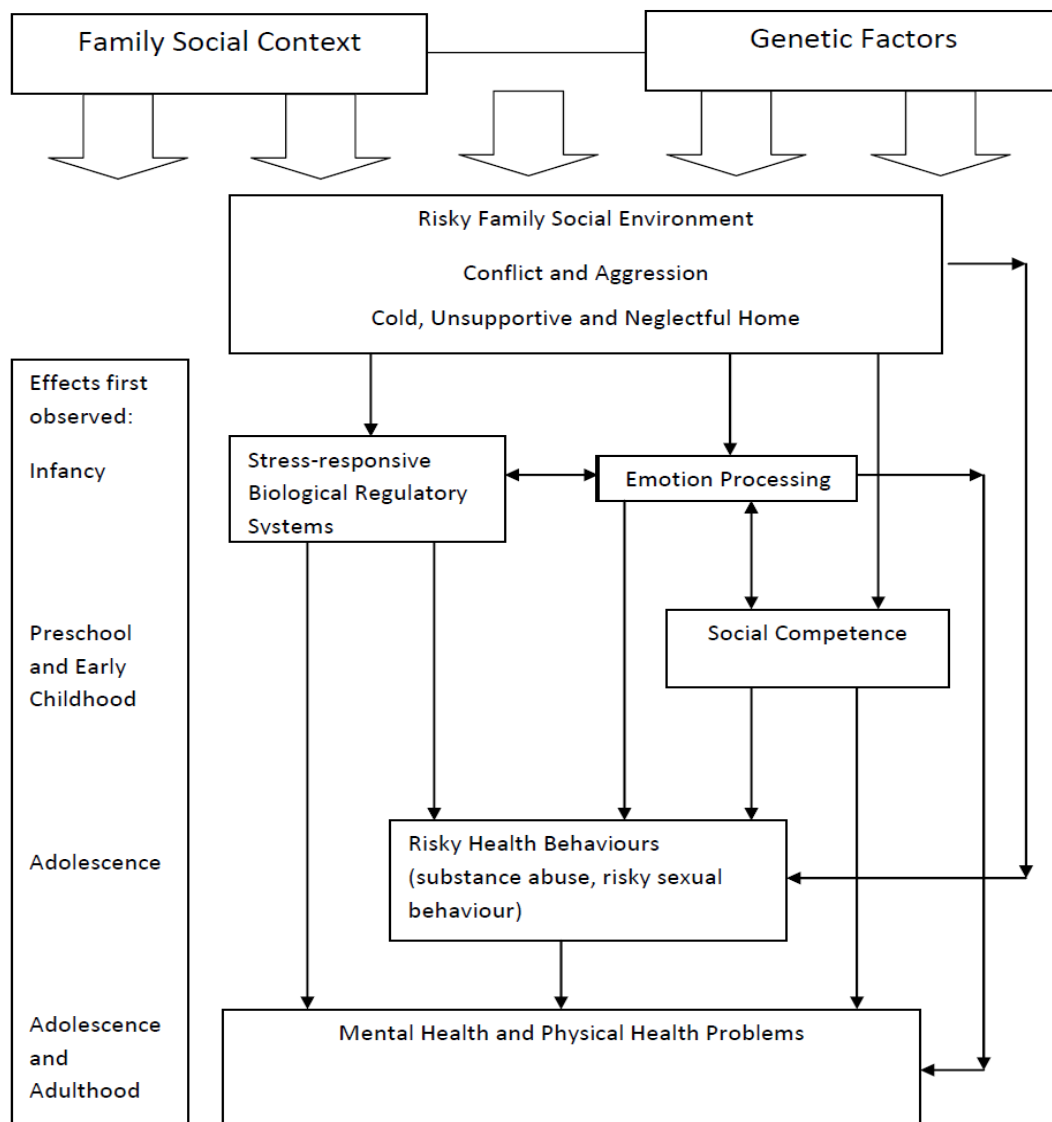 Family Social Context
Genetic Factors
Risky Family Social Environment
Conflict and Aggression
Cold, Unsupportive and Neglectful Home
Effects first
observed:
Infancy
Stress-responsive
Biological Regulatory
Systems
Emotion Processing
Preschool
and Early
Childhood
Social Competence
Adolescence
Risky Health Behaviours
(substance abuse, risky sexual
behaviour)
Adolescence
and
Adulthood
Mental Health and Physical Health Problems